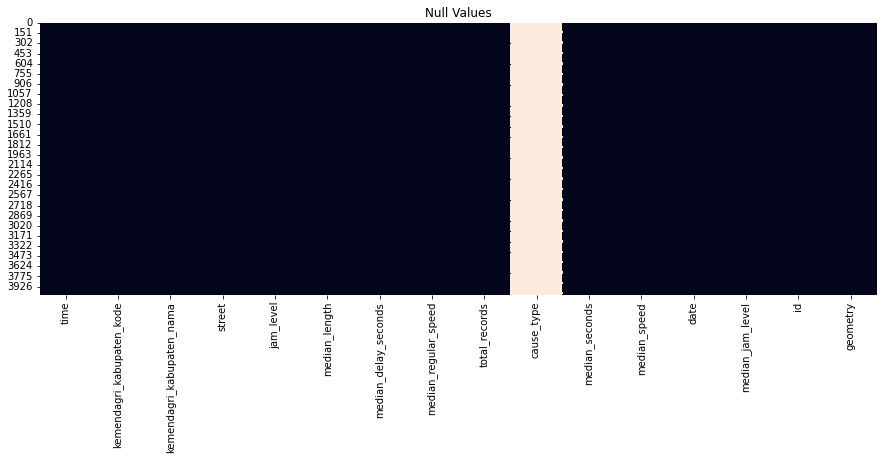 Null Values
0
151
302
453
604
755
906
1057
1208
1359
1510
1661
1812
1963
2114
2265
2416
2567
2718
2869
3020
3171
3322
3473
3624
3775
3926
time
kemendagri_kabupaten_kode
kemendagri_kabupaten_nama
street
jam_level
median_length
median_delay_seconds
median_regular_speed
total_records
cause_type
median_seconds
median_speed
date
median_jam_level
id
geometry